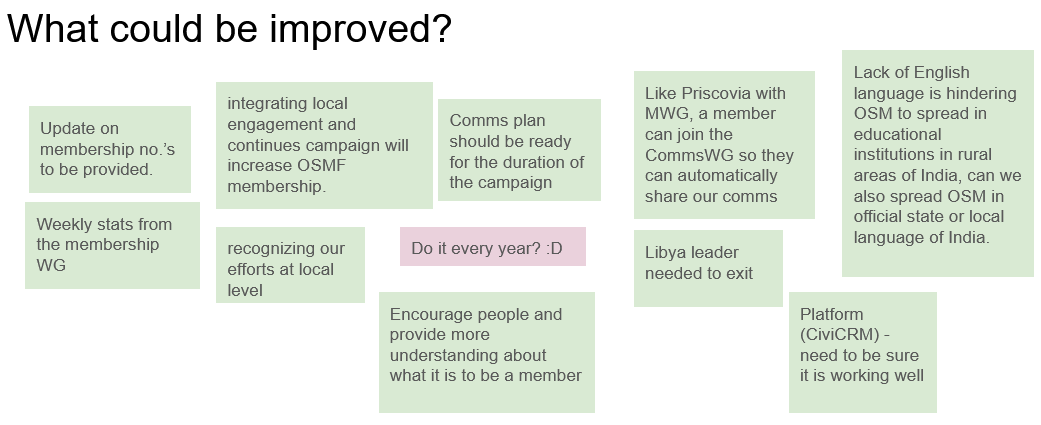 What could be improved?
Update on
membership no.'s
to be provided.
Weekly stats from
the membership
WG
integrating local
engagement and
continues campaign will
increase OSMF
membership.
recognizing our
efforts at local
level
Comms plan
should be ready
for the duration of
the campaign
Do it every year? :D
Encourage people and
provide more
understanding about
what it is to be a member
Like Priscovia with
MWG, a member
can join the
CommsWG so they
can automatically
share our comms
Libya leader
needed to exit
Lack of English
language is hindering
OSM to spread in
educational
institutions in rural
areas of India, can we
also spread OSM in
official state or local
language of India.
Platform
(CiviCRM) -
need to be sure
it is working well